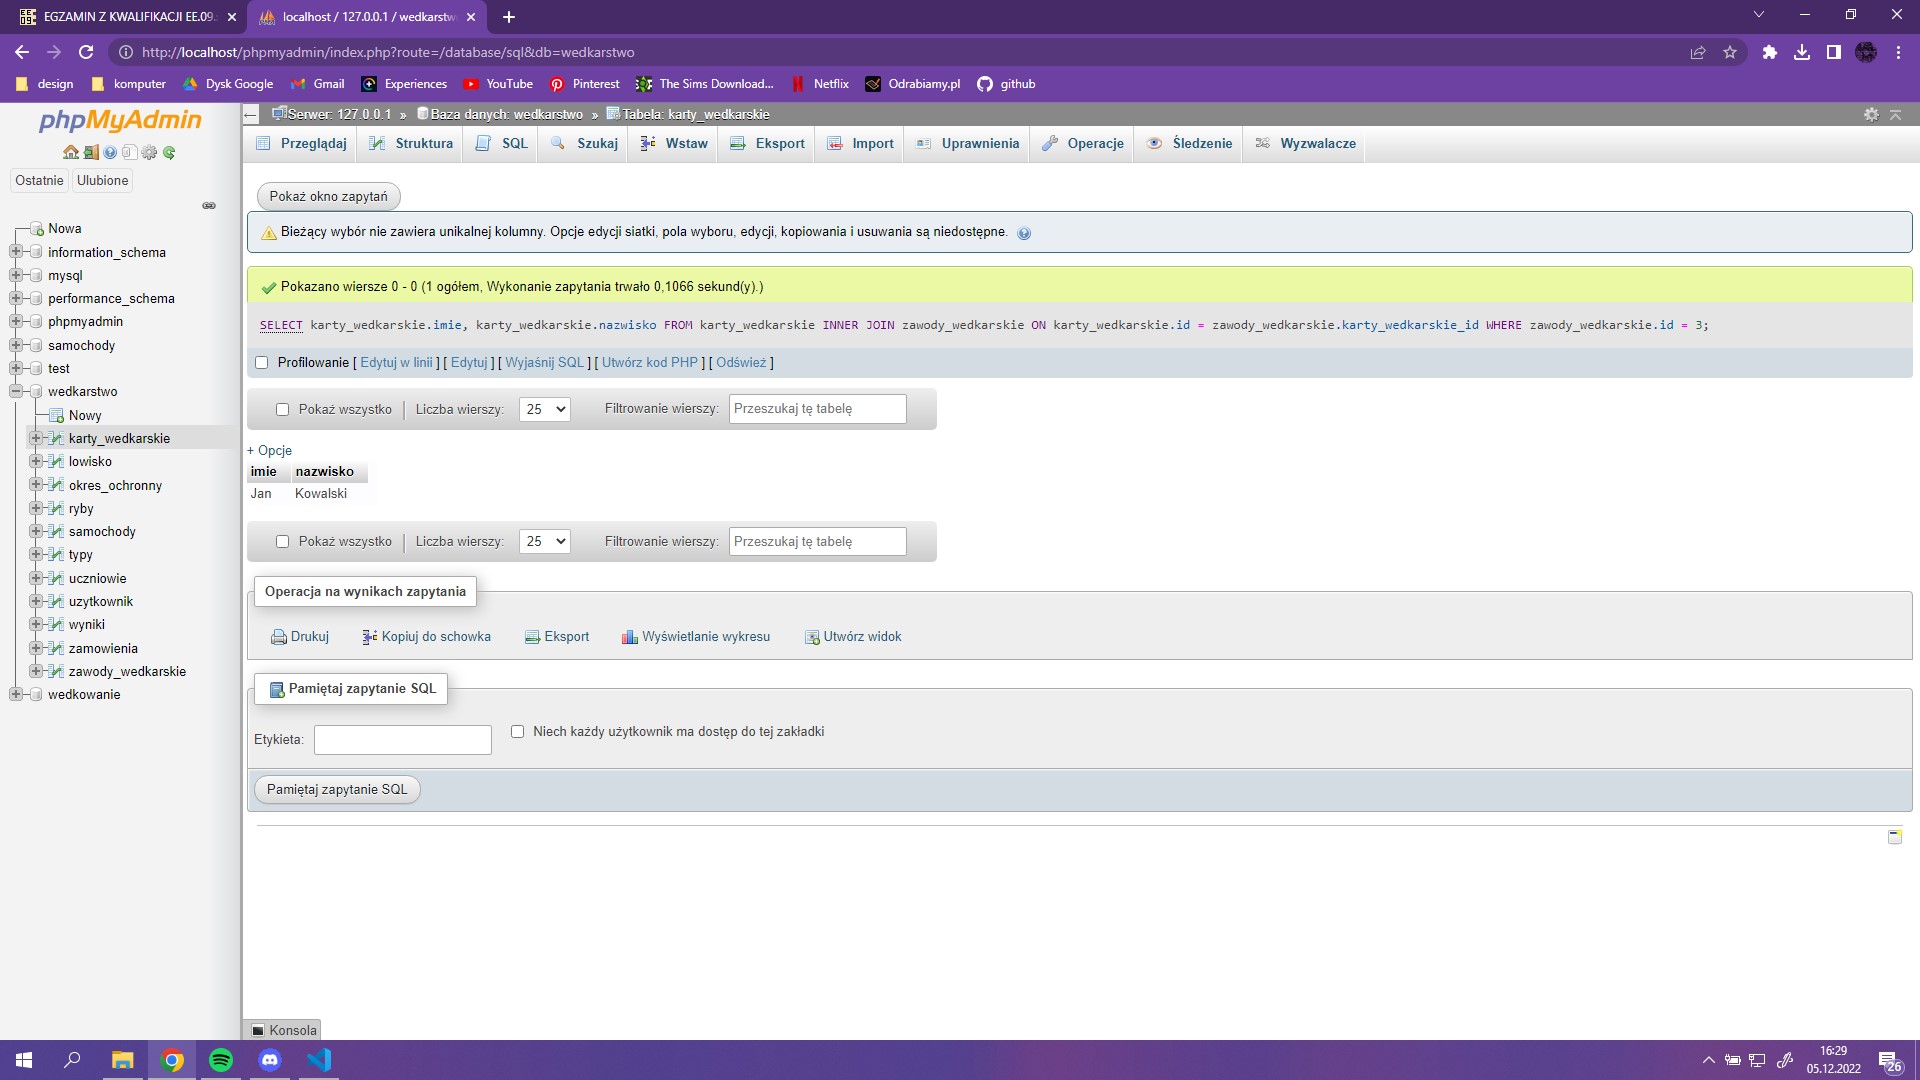 EGZAMIN Z KWALIFIKACJI EE.09.
localhost / 127.0.0.1 / wedkarstw
http://localhost/phpmyadmin/index.php?route=/database/sql&db=wedkarstwo
design komputer Dysk Google Gmail Experiences YouTube Pinterest The Sims Download... Netflix Odrabiamy.pl github
phpMyAdmin
Ostatnie Ulubione
Nowa
information_schema
mysql
performance_schema
phpmyadmin
samochody
test
wedkarstwo
Nowy
karty_wedkarskie
lowisko
okres_ochronny
ryby
samochody
typy
uczniowie
uzytkownik
wyniki
zamowienia
zawody_wedkarskie
wedkowanie
Serwer: 127.0.0.1 » Baza danych: wedkarstwo » Tabela: karty_wedkarskie
Przeglądaj Struktura SQL Szukaj Wstaw Eksport Import Uprawnienia Operacje Śledzenie Wyzwalacze
Pokaż okno zapytań
Bieżący wybór nie zawiera unikalnej kolumny. Opcje edycji siatki, pola wyboru, edycji, kopiowania i usuwania są niedostępne.
Pokazano wiersze 0 - 0 (1 ogółem, Wykonanie zapytania trwało 0,1066 sekund(y).)
SELECT karty_wedkarskie.imie, karty_wedkarskie.nazwisko FROM karty_wedkarskie INNER JOIN zawody_wedkarskie ON karty_wedkarskie.id = zawody_wedkarskie.karty_wedkarskie_id WHERE zawody_wedkarskie.id = 3;
Profilowanie [ Edytuj w linii ] [ Edytuj ] [ Wyjaśnij SQL ] [ Utwórz kod PHP ] [ Odśwież ]
Pokaż wszystko Liczba wierszy: 25 Filtrowanie wierszy: Przeszukaj tę tabelę
+ Opcje
imie nazwisko
Jan Kowalski
Pokaż wszystko Liczba wierszy: 25 Filtrowanie wierszy: Przeszukaj tę tabelę
Operacja na wynikach zapytania
Drukuj Kopiuj do schowka Eksport Wyświetlanie wykresu Utwórz widok
Pamiętaj zapytanie SQL
Etykieta: Niech każdy użytkownik ma dostęp do tej zakładki
Pamiętaj zapytanie SQL
Konsola
16:29
05.12.2022
26